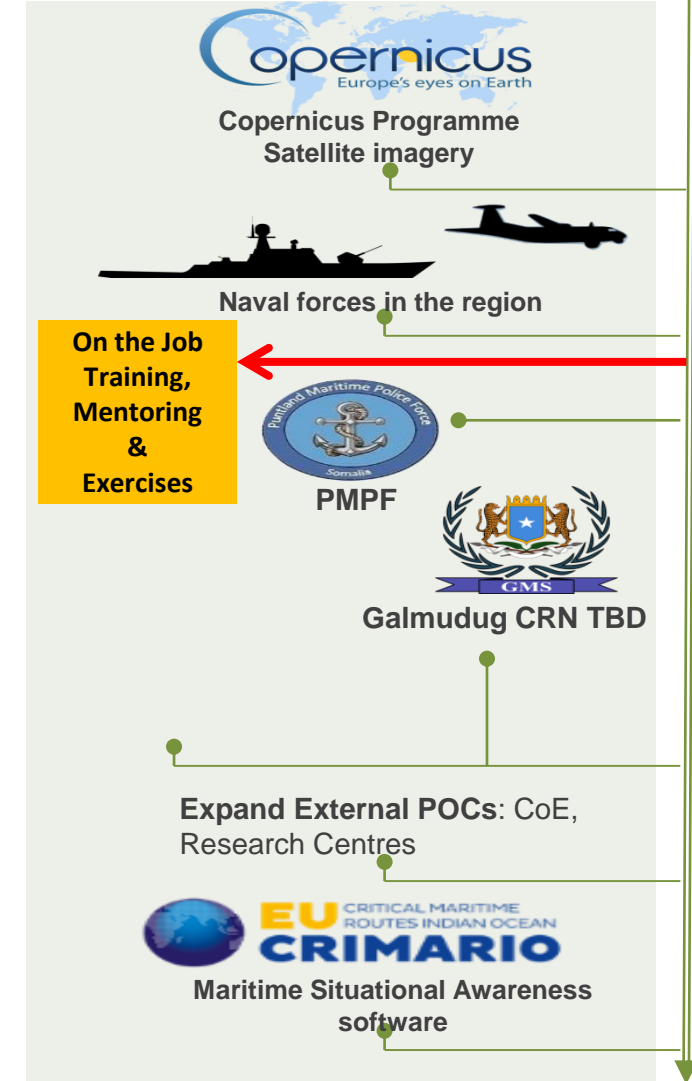 opernicus
Europe's eyes on Earth
Copernicus Programme
Satellite imagery
Naval forces in the region
On the Job
Training,
Mentoring
&
Exercises
Puntland Maritime Police Force
Somalia
PMPF
GMS
Galmudug CRN TBD
Expand External POCs: CoE,
Research Centres
EU CRITICAL MARITIME
ROUTES INDIAN OCEAN
CRIMARIO
Maritime Situational Awareness
software